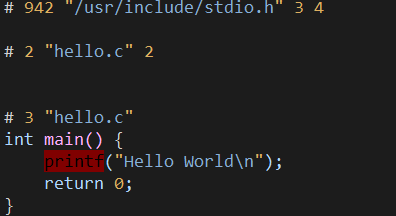 # 942 "/usr/include/stdio.h" 3 4
# 2 "hello.c" 2
# 3 "hello.c"
int main() {
    printf("Hello World\n");
    return 0;
}